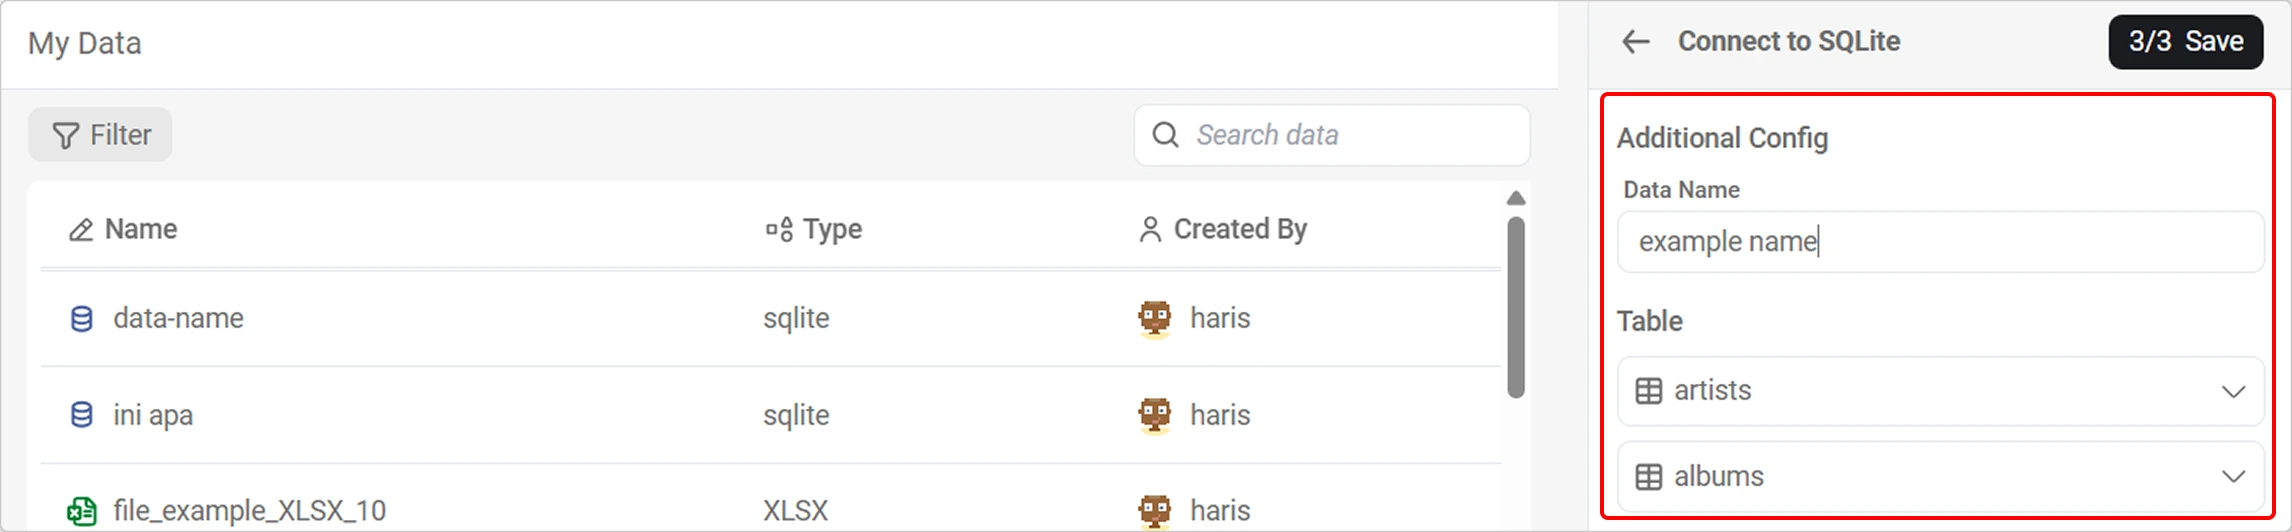 My Data
Filter
Search data
Name Type Created By
data-name sqlite haris
ini apa sqlite haris
file_example_XLSX_10 XLSX haris
Connect to SQLite
3/3 Save
Additional Config
Data Name
example name
Table
artists
albums